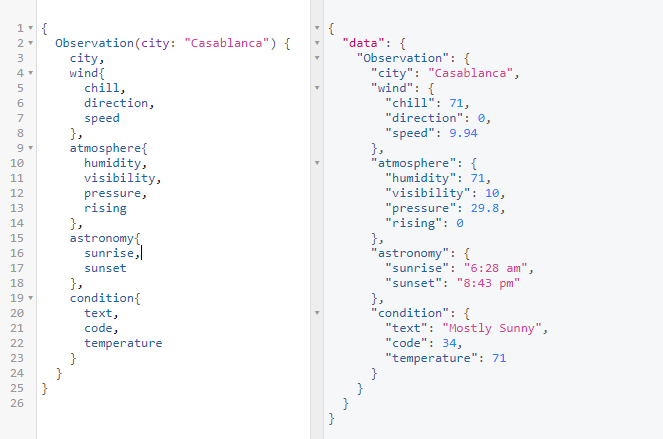 1 {
2 Observation(city: "Casablanca") {
3 city,
4 wind{
5 chill,
6 direction,
7 speed
8 },
9 atmosphere{
10 humidity,
11 visibility,
12 pressure,
13 rising
14 },
15 astronomy{
16 sunrise,
17 sunset
18 },
19 condition{
20 text,
21 code,
22 temperature
23 }
24 }
25 }
26
{
"data": {
"Observation": {
"city": "Casablanca",
"wind": {
"chill": 71,
"direction": 0,
"speed": 9.94
},
"atmosphere": {
"humidity": 71,
"visibility": 10,
"pressure": 29.8,
"rising": 0
},
"astronomy": {
"sunrise": "6:28 am",
"sunset": "8:43 pm"
},
"condition": {
"text": "Mostly Sunny",
"code": 34,
"temperature": 71
}
}
}
}